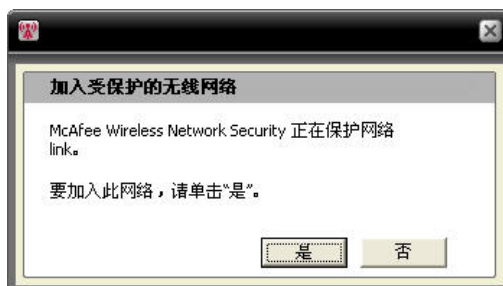 加入受保护的无线网络
McAfee Wireless Network Security 正在保护网络
link。
要加入此网络，请单击“是”。
是
否